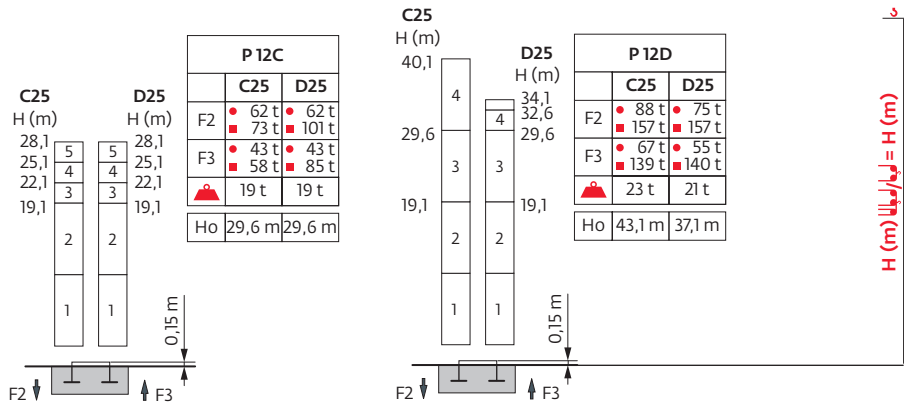 C25
H (m)
28,1
25,1
22,1
19,1
5
4
3
2
1
D25
H (m)
28,1
25,1
22,1
19,1
5
4
3
2
1
P 12C
C25 D25
F2 ● 62 t ● 62 t
■ 73 t ■ 101 t
F3 ● 43 t ● 43 t
■ 58 t ■ 85 t
19 t 19 t
Ho 29,6 m 29,6 m
0,15 m
F2 F3
C25
H (m)
40,1
29,6
19,1
4
3
2
1
D25
H (m)
34,1
32,6
29,6
19,1
4
3
2
1
P 12D
C25 D25
F2 ● 88 t ● 75 t
■ 157 t ■ 157 t
F3 ● 67 t ● 55 t
■ 139 t ■ 140 t
23 t 21 t
Ho 43,1 m 37,1 m
0,15 m
F2 F3
H (m) / = H (m)